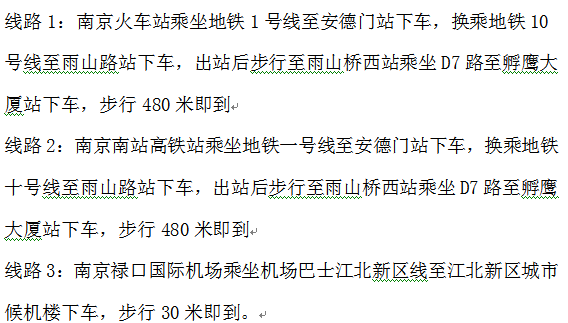 线路 1：南京火车站乘坐地铁 1 号线至安德门站下车，换乘地铁 10
号线至雨山路站下车，出站后步行至雨山桥西站乘坐 D7 路至孵鹰大
厦站下车，步行 480 米即到
线路 2：南京南站高铁站乘坐地铁一号线至安德门站下车，换乘地铁
十号线至雨山路站下车，出站后步行至雨山桥西站乘坐 D7 路至孵鹰
大厦站下车，步行 480 米即到
线路 3：南京禄口国际机场乘坐机场巴士江北新区线至江北新区城市
候机楼下车，步行 30 米即到。